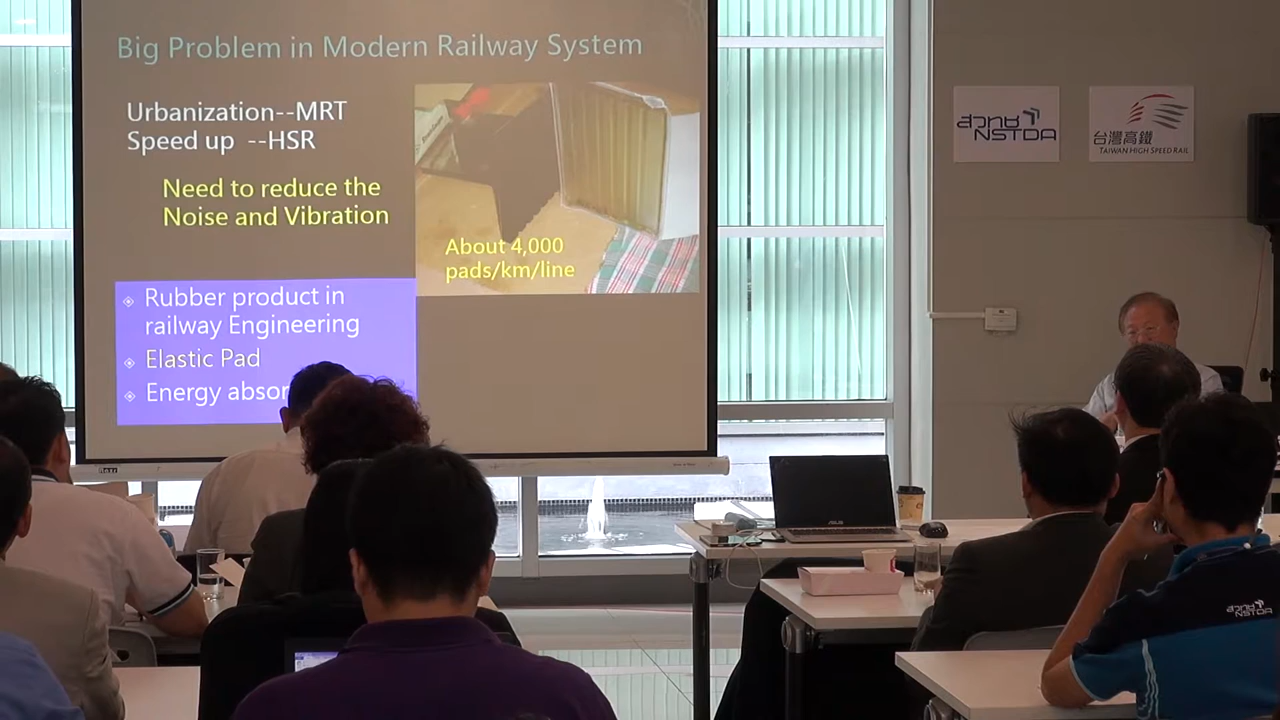 Big Problem in Modern Railway System
Urbanization--MRT
Speed up --HSR
Need to reduce the
Noise and Vibration
About 4,000
pads/km/line
Rubber product in
railway Engineering
Elastic Pad
Energy absor
สวทช
NSTDA
台灣高鐵
TAIWAN HIGH SPEED RAIL
ASUS
สวทช
NSTDA